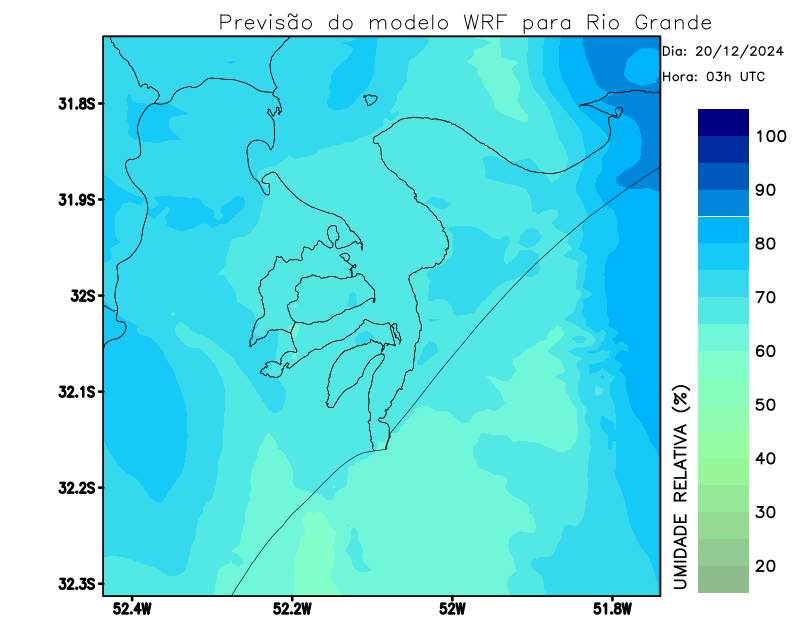 Previsão do modelo WRF para Rio Grande
Dia: 20/12/2024
Hora: 03h UTC
31.8S
31.9S
32S
32.1S
32.2S
32.3S
52.4W
52.2W
52W
51.8W
100
90
80
70
60
50
40
30
20
UMIDADE RELATIVA (%)